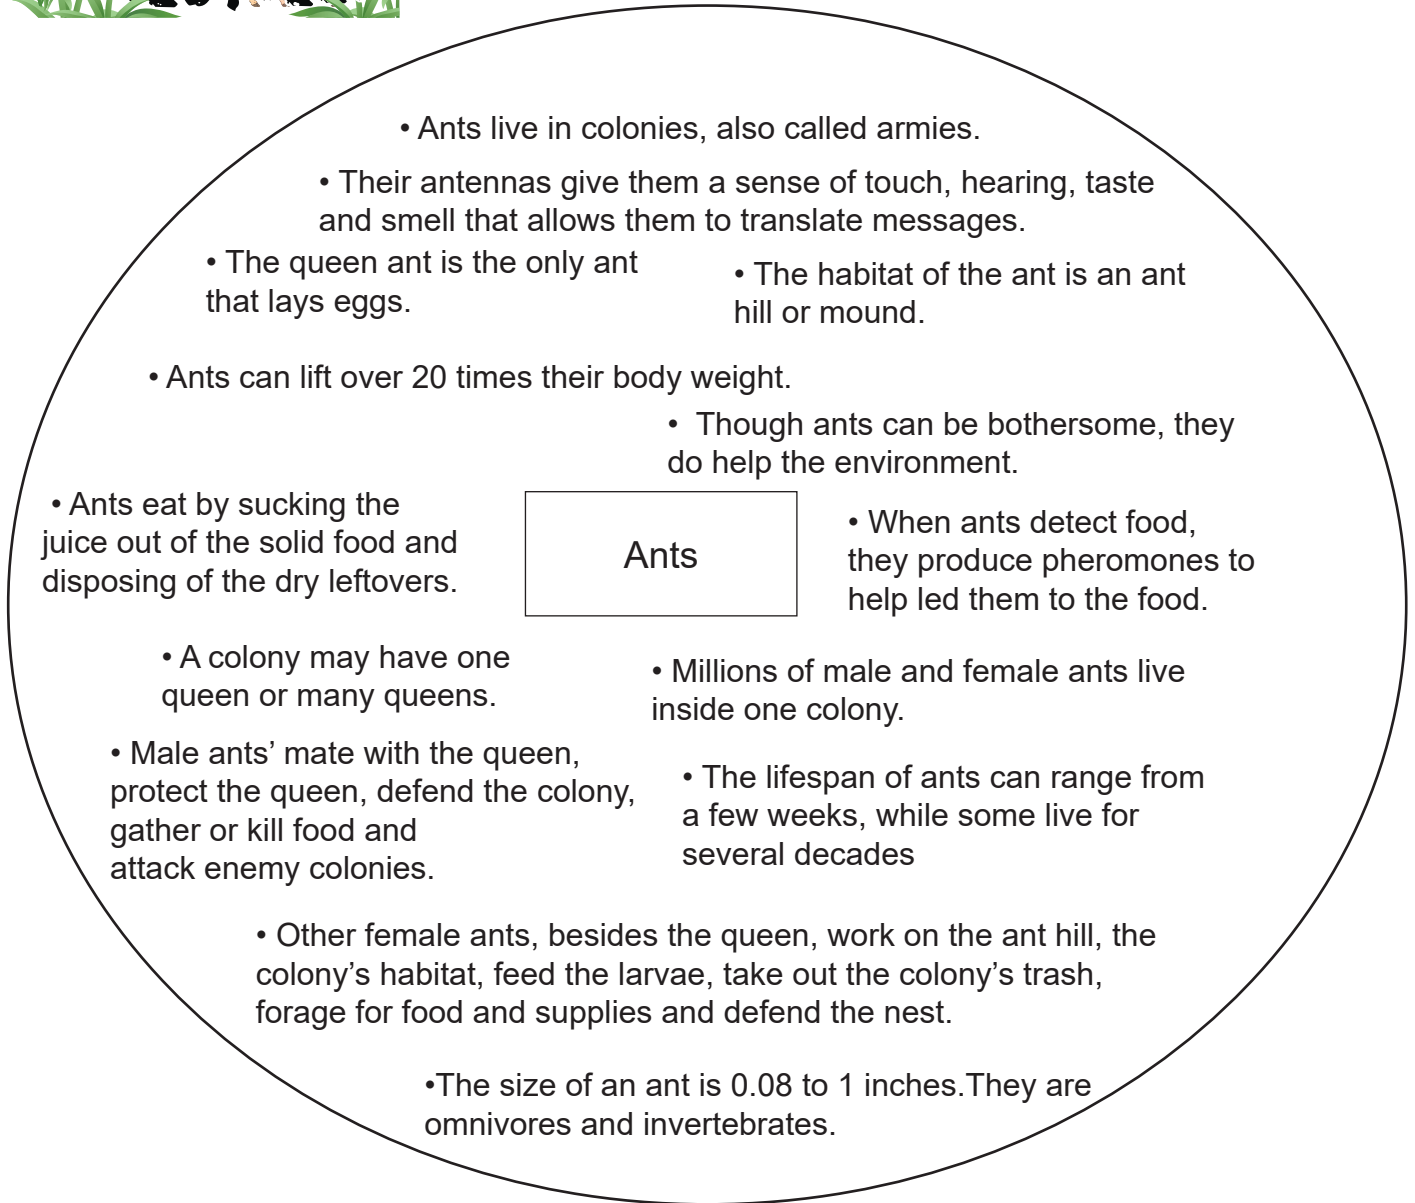 • Ants live in colonies, also called armies.
• Their antennas give them a sense of touch, hearing, taste
and smell that allows them to translate messages.
• The queen ant is the only ant
that lays eggs.
• The habitat of the ant is an ant
hill or mound.
• Ants can lift over 20 times their body weight.
• Though ants can be bothersome, they
do help the environment.
• Ants eat by sucking the
juice out of the solid food and
disposing of the dry leftovers.
Ants
• When ants detect food,
they produce pheromones to
help led them to the food.
• A colony may have one
queen or many queens.
• Millions of male and female ants live
inside one colony.
• Male ants’ mate with the queen,
protect the queen, defend the colony,
gather or kill food and
attack enemy colonies.
• The lifespan of ants can range from
a few weeks, while some live for
several decades
• Other female ants, besides the queen, work on the ant hill, the
colony’s habitat, feed the larvae, take out the colony’s trash,
forage for food and supplies and defend the nest.
•The size of an ant is 0.08 to 1 inches.They are
omnivores and invertebrates.